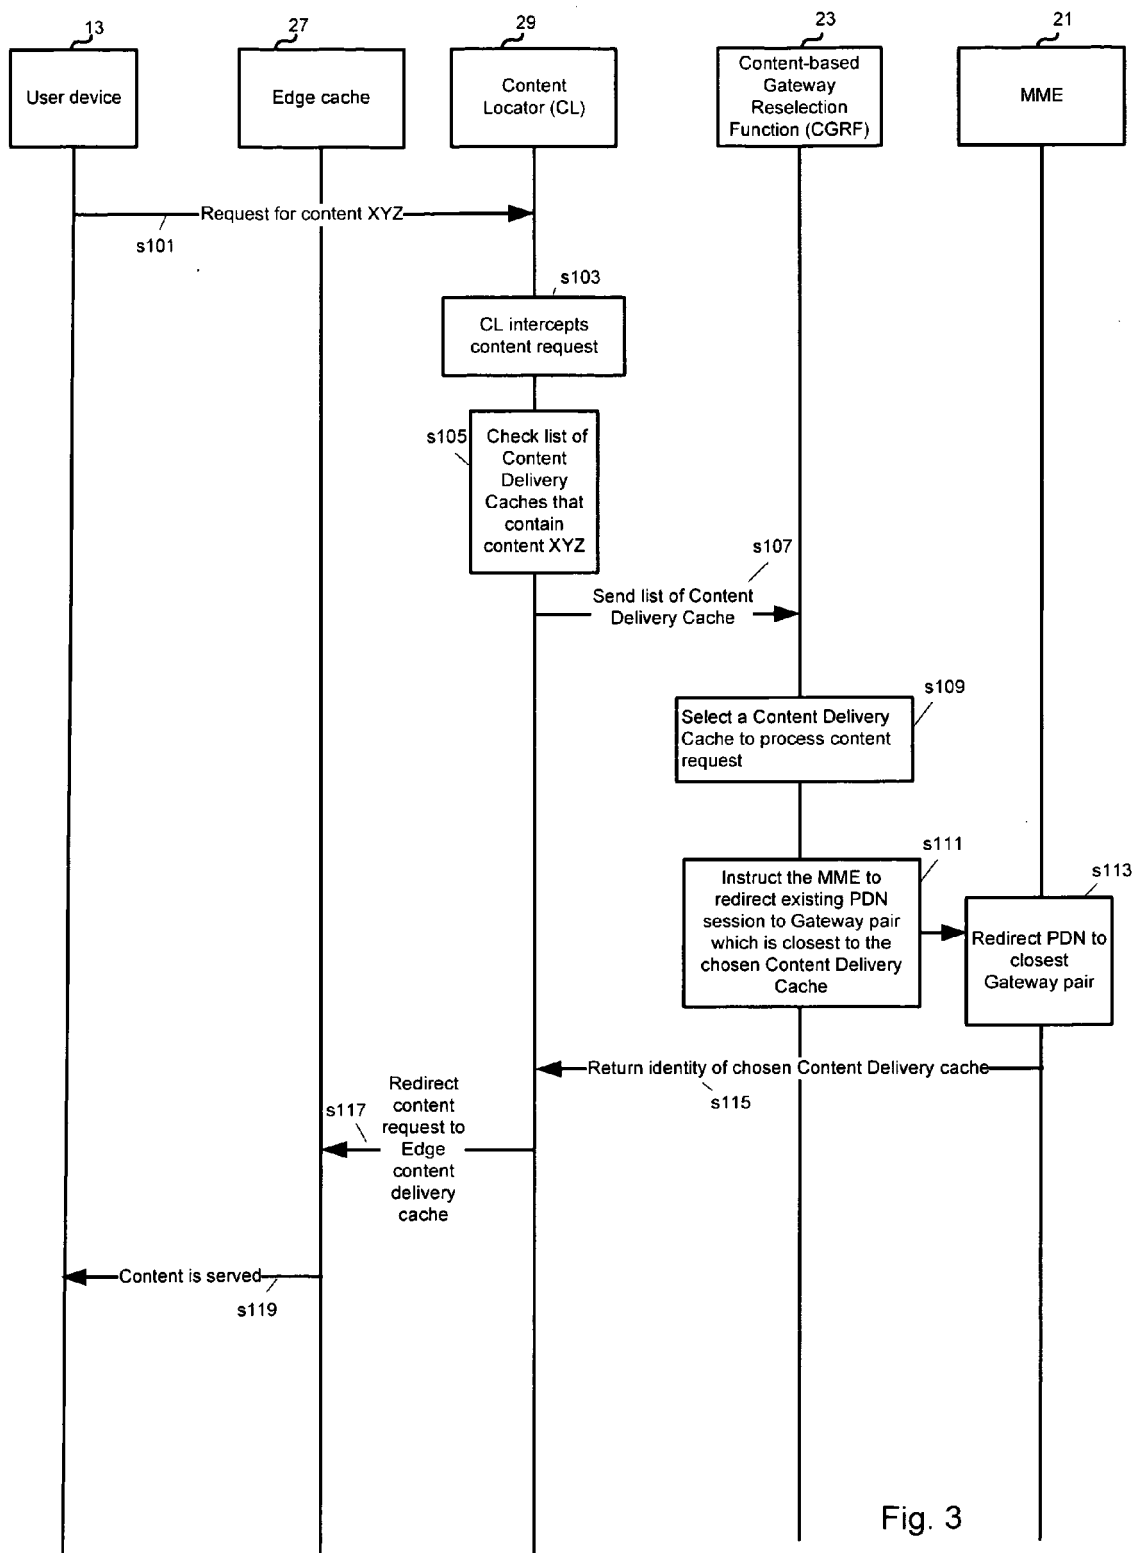 13
27
29
23
21
User device
Edge cache
Content
Locator (CL)
Content-based
Gateway
Reselection
Function (CGRF)
MME
Request for content XYZ
s101
s103
CL intercepts
content request
s105
Check list of
Content
Delivery
Caches that
contain
content XYZ
s107
Send list of Content
Delivery Cache
s109
Select a Content Delivery
Cache to process content
request
s111
Instruct the MME to
redirect existing PDN
session to Gateway pair
which is closest to the
chosen Content Delivery
Cache
s113
Redirect PDN to
closest
Gateway pair
Return identity of chosen Content Delivery cache
s115
s117
Redirect
content
request to
Edge
content
delivery
cache
Content is served
s119
Fig. 3